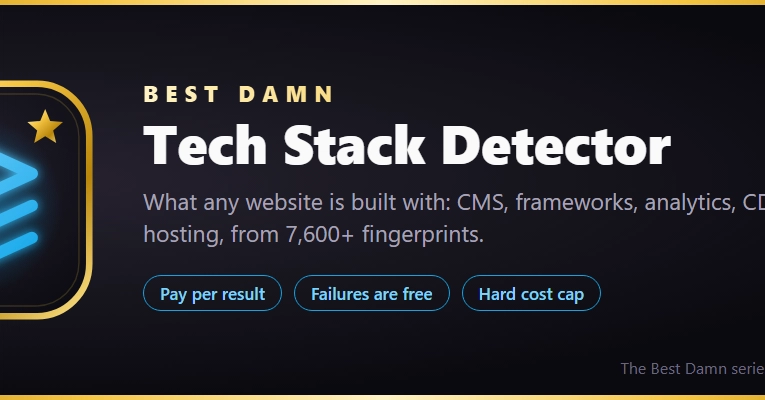 BEST DAMN
Tech Stack Detector
What any website is built with: CMS, frameworks, analytics,
hosting, from 7,600+ fingerprints.
Pay per result
Failures are free
Hard cost cap
The Best Damn